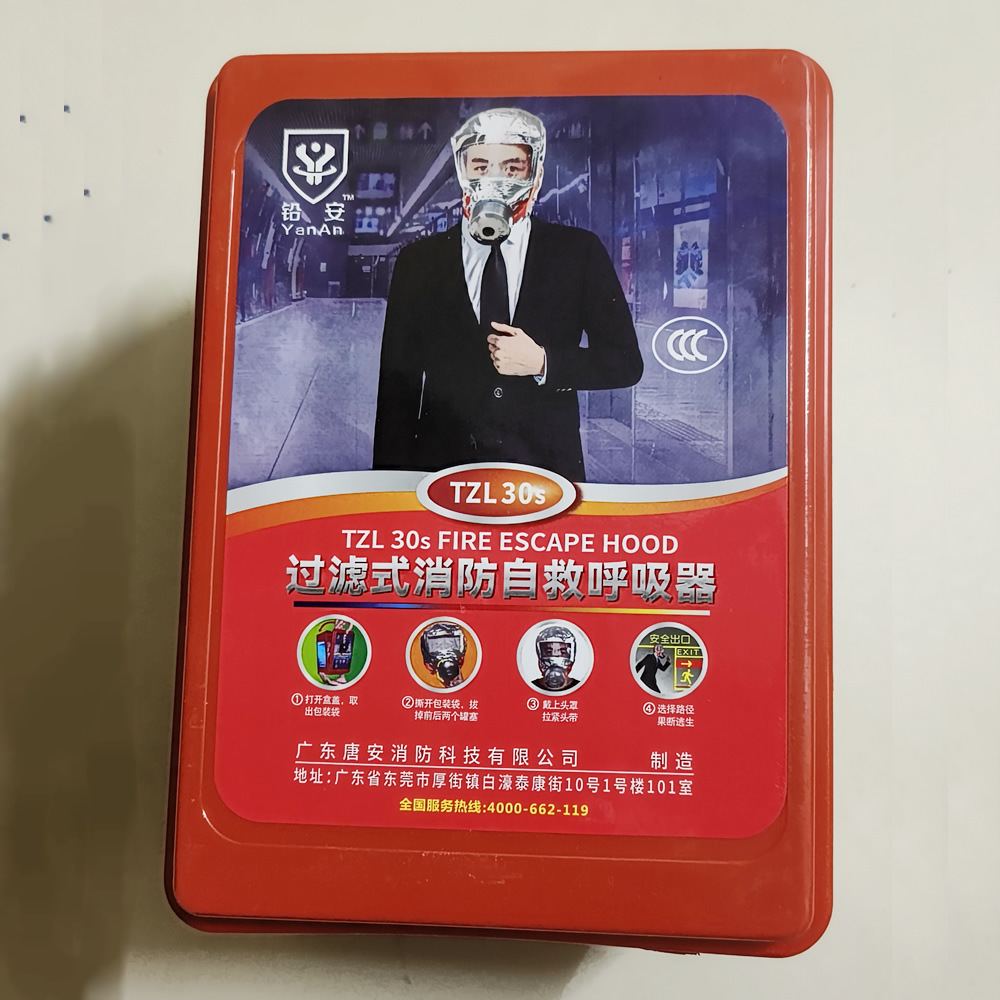 铅安™
YanAn
CCC
TZL 30s
TZL 30s FIRE ESCAPE HOOD
过滤式消防自救呼吸器
①打开盒盖，取
出包装袋
②撕开包装袋，拔
掉前后两个罐塞
③戴上头罩
拉紧头带
安全出口
EXIT
④选择路径
果断逃生
广东唐安消防科技有限公司 制造
地址:广东省东莞市厚街镇白濠泰康街10号1号楼101室
全国服务热线:4000-662-119